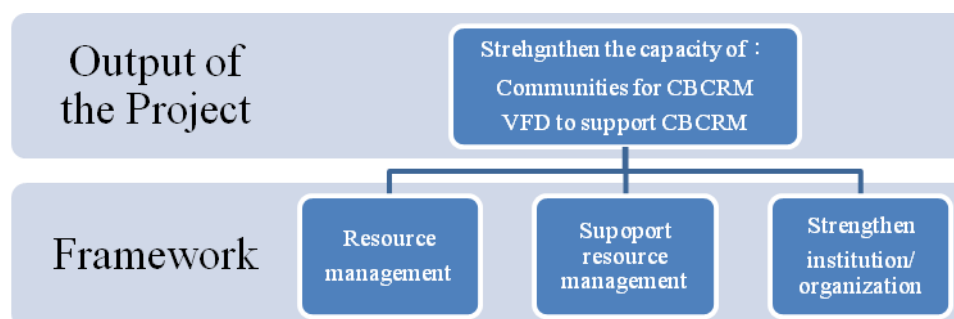 Output of
the Project
Strehgnthen the capacity of：
Communities for CBCRM
VFD to support CBCRM
Framework
Resource
management
Supoport
resource
management
Strengthen
institution/
organization